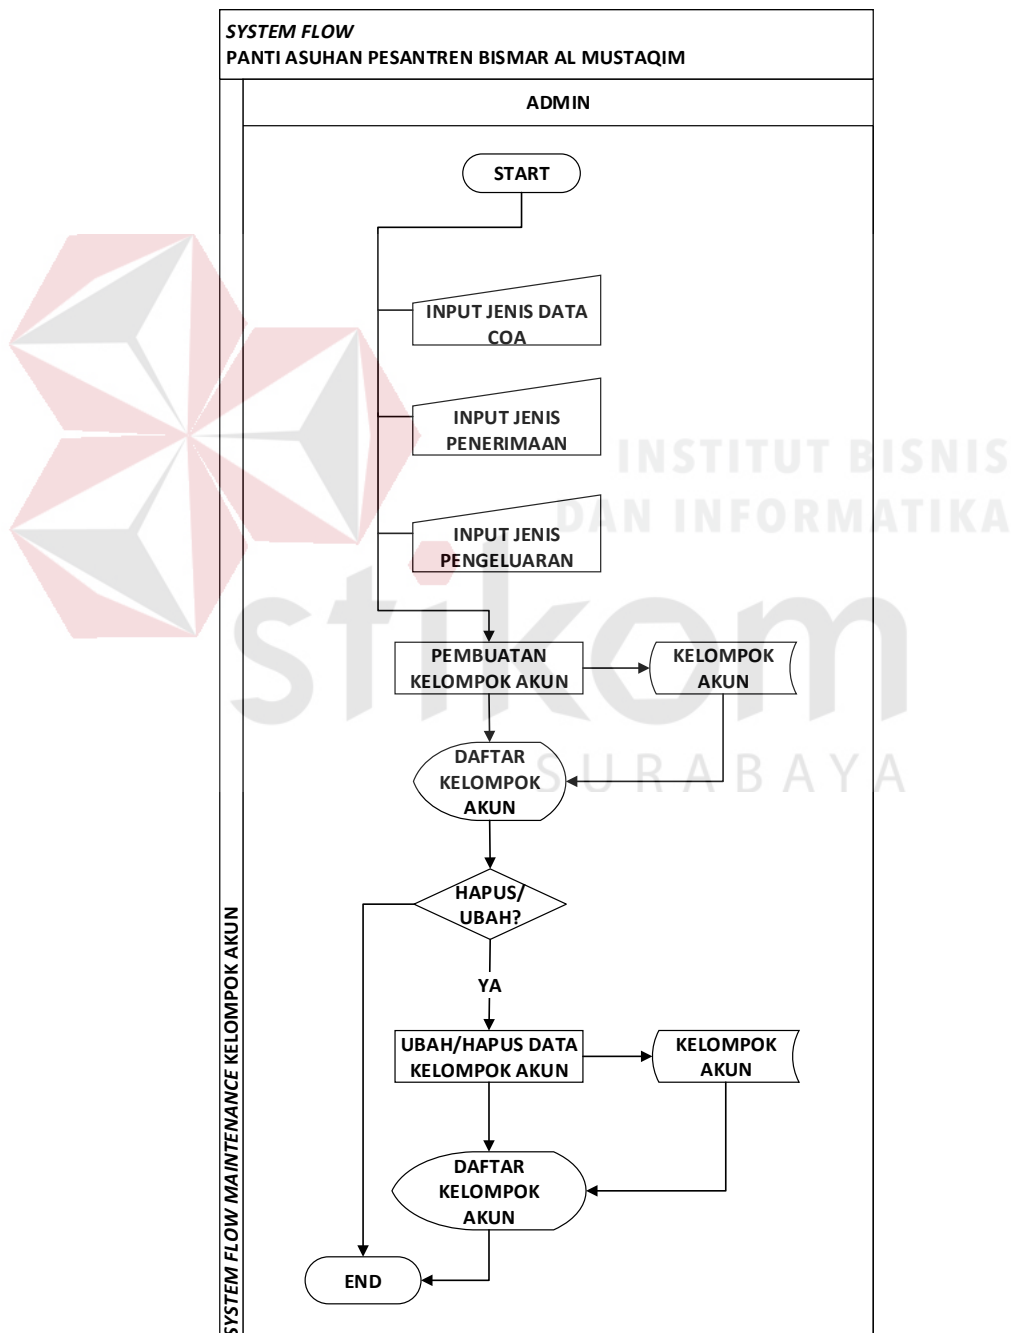 SYSTEM FLOW
PANTI ASUHAN PESANTREN BISMAR AL MUSTAQIM
ADMIN
START
INPUT JENIS DATA
COA
INPUT JENIS
PENERIMAAN
INPUT JENIS
PENGELUARAN
PEMBUATAN
KELOMPOK AKUN
KELOMPOK
AKUN
DAFTAR
KELOMPOK
AKUN
HAPUS/
UBAH?
YA
UBAH/HAPUS DATA
KELOMPOK AKUN
KELOMPOK
AKUN
DAFTAR
KELOMPOK
AKUN
END
SYSTEM FLOW MAINTENANCE KELOMPOK AKUN
INSTITUT BISNIS
DAN INFORMATIKA
stikom
SURABAYA